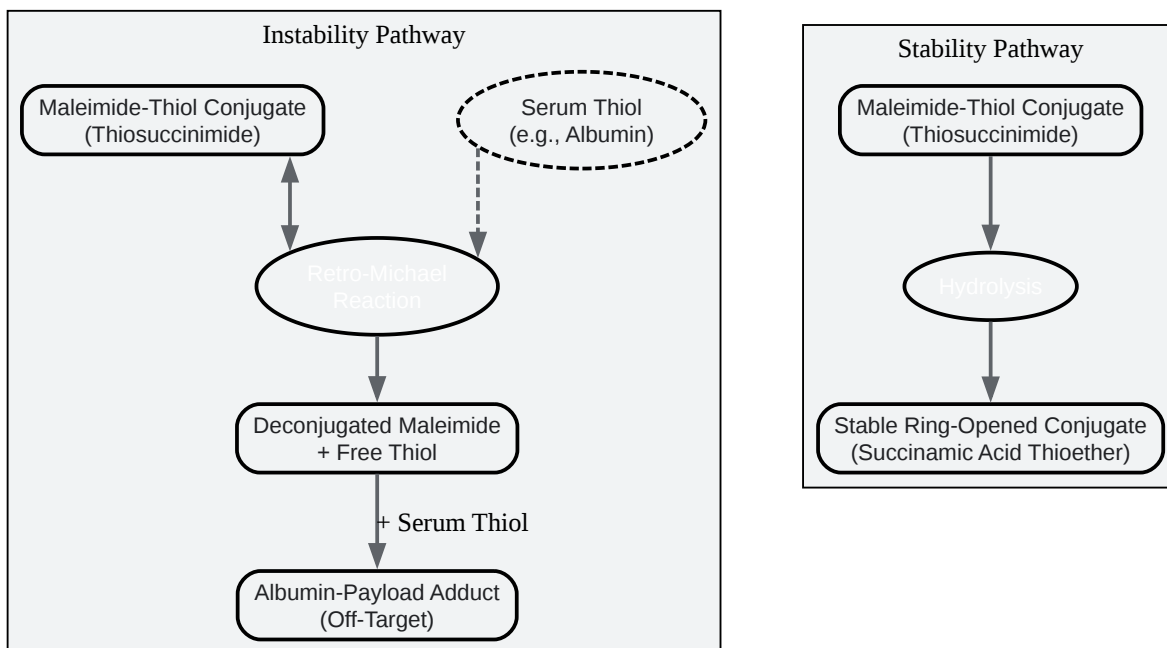 Instability Pathway
Maleimide-Thiol Conjugate
(Thiosuccinimide)
Serum Thiol
(e.g., Albumin)
Retro-Michael
Reaction
Deconjugated Maleimide
+ Free Thiol
+ Serum Thiol
Albumin-Payload Adduct
(Off-Target)
Stability Pathway
Maleimide-Thiol Conjugate
(Thiosuccinimide)
Hydrolysis
Stable Ring-Opened Conjugate
(Succinamic Acid Thioether)